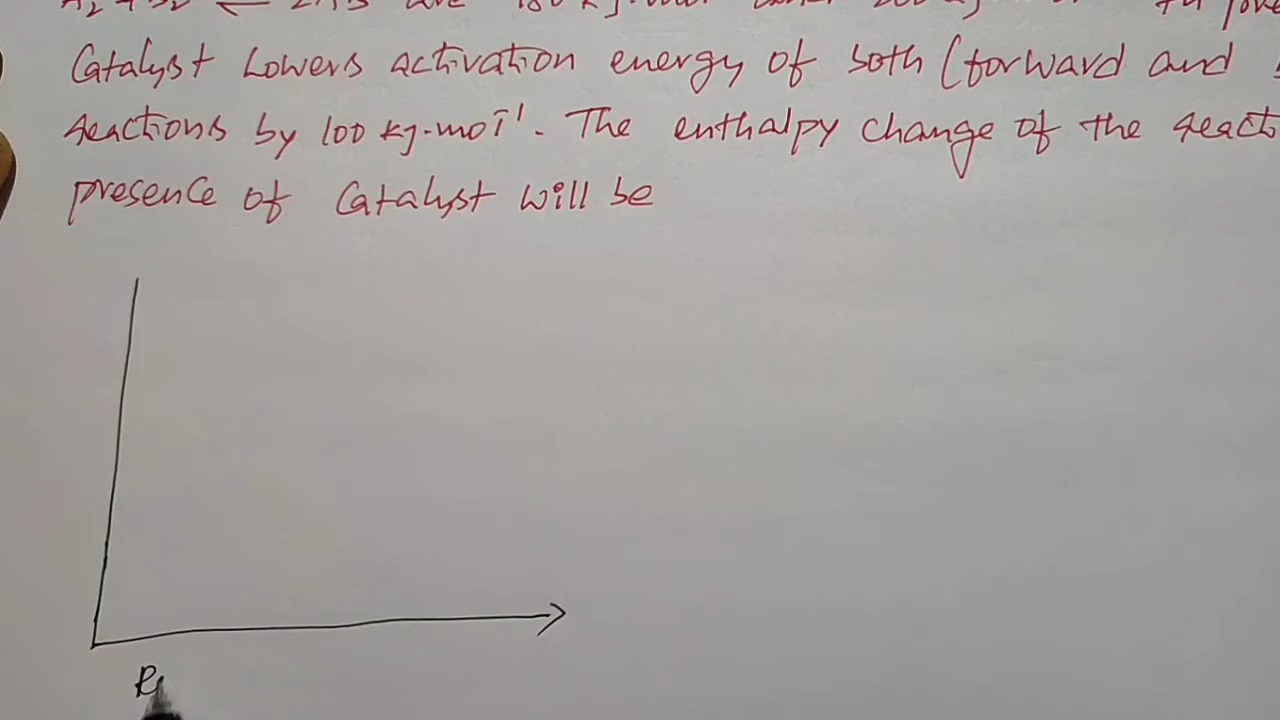 Catalyst Lowers activation energy of both (forward and
reactions by 100 kJ.mol⁻¹. The enthalpy change of the react
presence of Catalyst will be
R